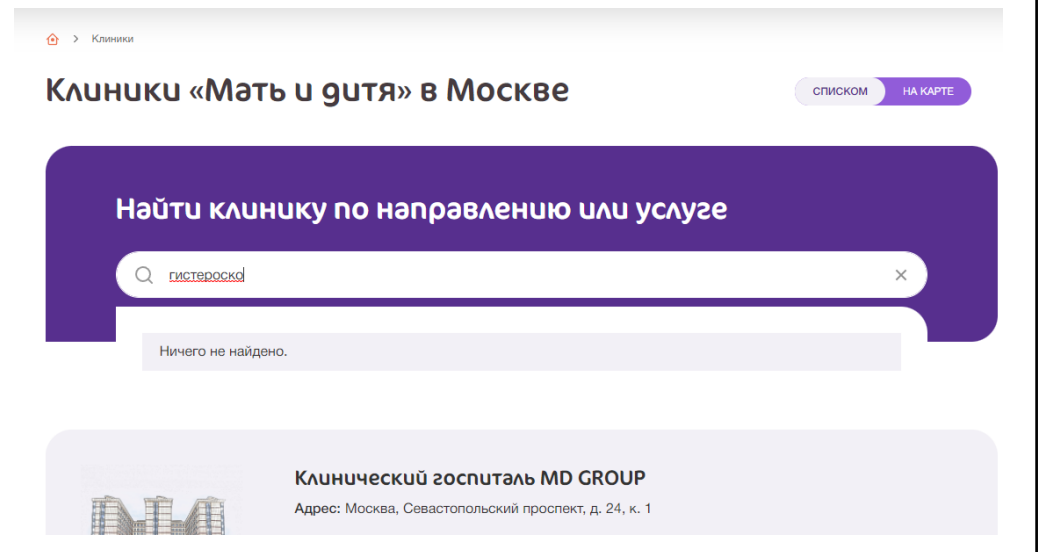 Клиники
Клиники «Мать и дитя» в Москве
СПИСКОМ НА КАРТЕ
Найти клинику по направлению или услуге
гистероско
Ничего не найдено.
Клинический госпиталь MD GROUP
Адрес: Москва, Севастопольский проспект, д. 24, к. 1